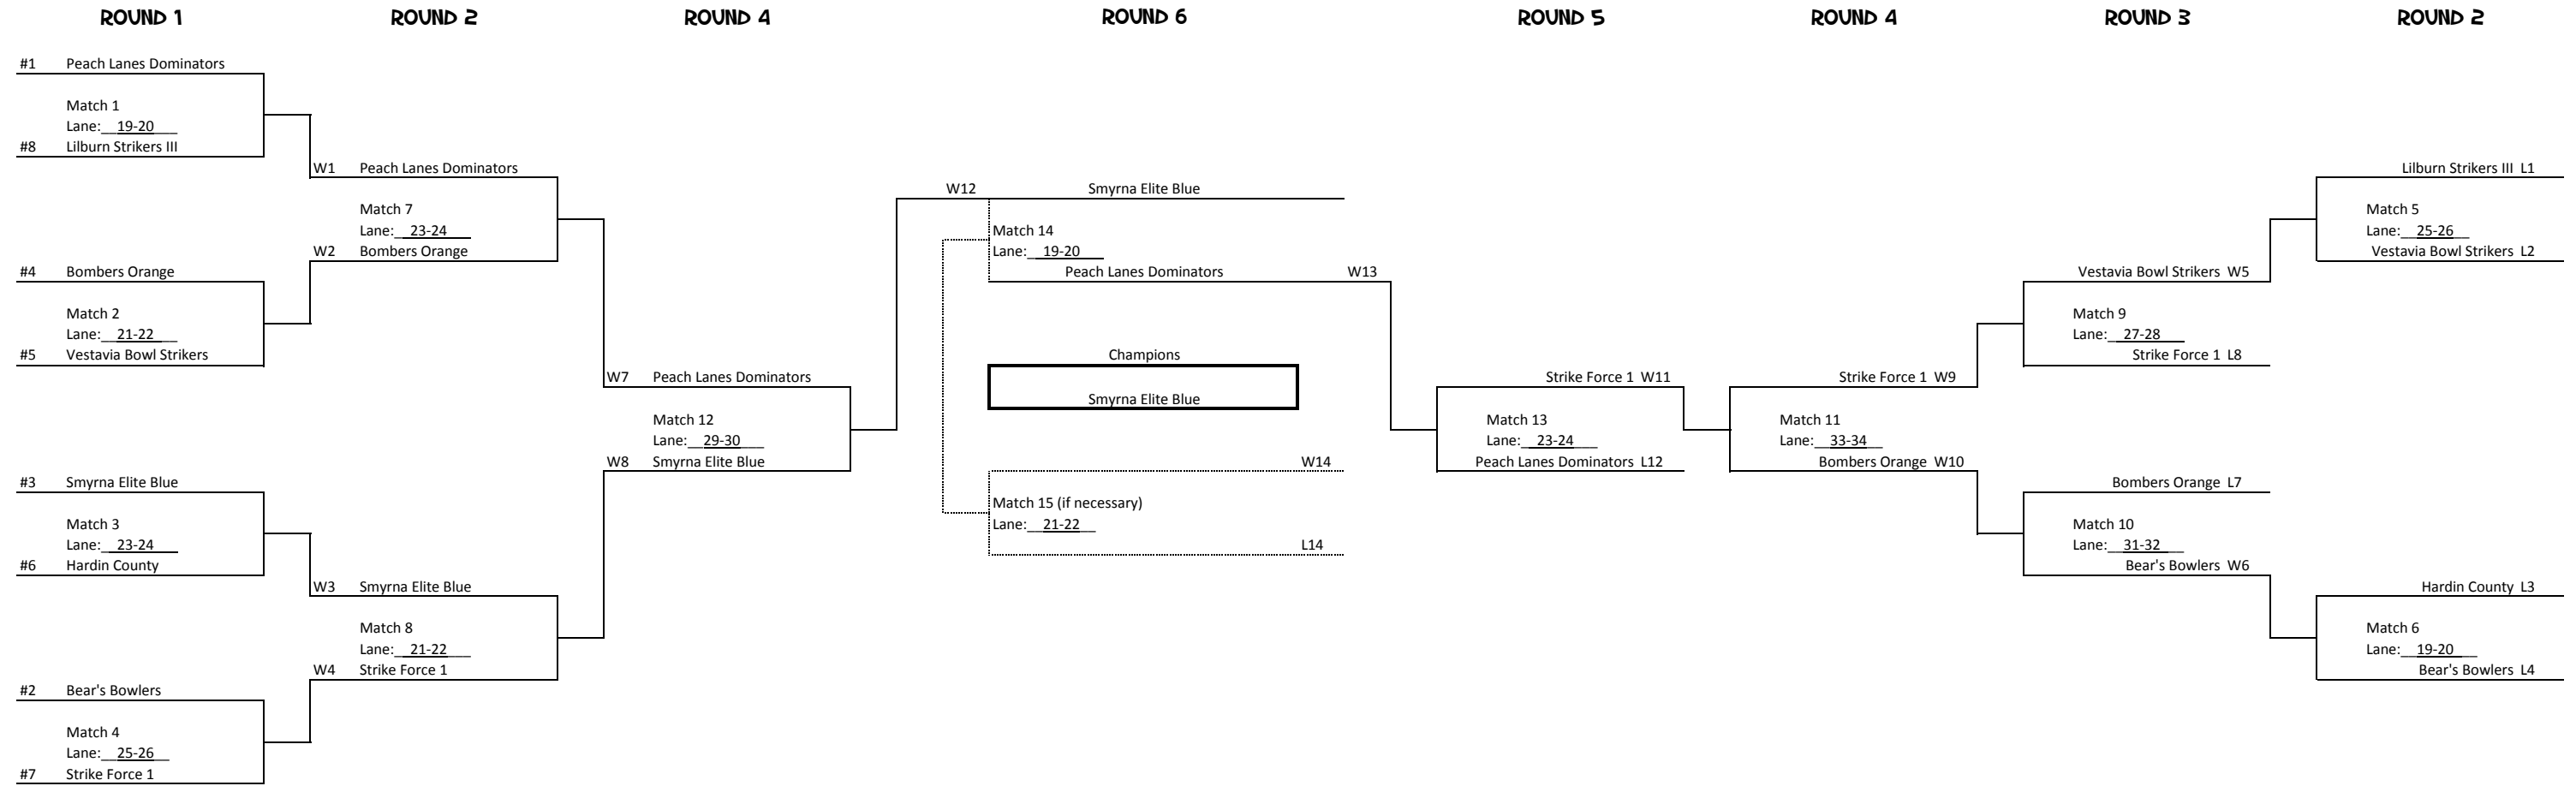 ROUND 1
ROUND 2
ROUND 4
ROUND 6
ROUND 5
ROUND 4
ROUND 3
ROUND 2
#1 Peach Lanes Dominators
Match 1
Lane: 19-20
#8 Lilburn Strikers III
#4 Bombers Orange
Match 2
Lane: 21-22
#5 Vestavia Bowl Strikers
#3 Smyrna Elite Blue
Match 3
Lane: 23-24
#6 Hardin County
#2 Bear's Bowlers
Match 4
Lane: 25-26
#7 Strike Force 1
W1 Peach Lanes Dominators
Match 7
Lane: 23-24
W2 Bombers Orange
W3 Smyrna Elite Blue
Match 8
Lane: 21-22
W4 Strike Force 1
W7 Peach Lanes Dominators
Match 12
Lane: 29-30
W8 Smyrna Elite Blue
W12 Smyrna Elite Blue
Match 14
Lane: 19-20
Peach Lanes Dominators W13
Champions
Smyrna Elite Blue
W14
Match 15 (if necessary)
Lane: 21-22
L14
Strike Force 1 W11
Match 13
Lane: 23-24
Peach Lanes Dominators L12
Strike Force 1 W9
Match 11
Lane: 33-34
Bombers Orange W10
Vestavia Bowl Strikers W5
Match 9
Lane: 27-28
Strike Force 1 L8
Bombers Orange L7
Match 10
Lane: 31-32
Bear's Bowlers W6
Lilburn Strikers III L1
Match 5
Lane: 25-26
Vestavia Bowl Strikers L2
Hardin County L3
Match 6
Lane: 19-20
Bear's Bowlers L4